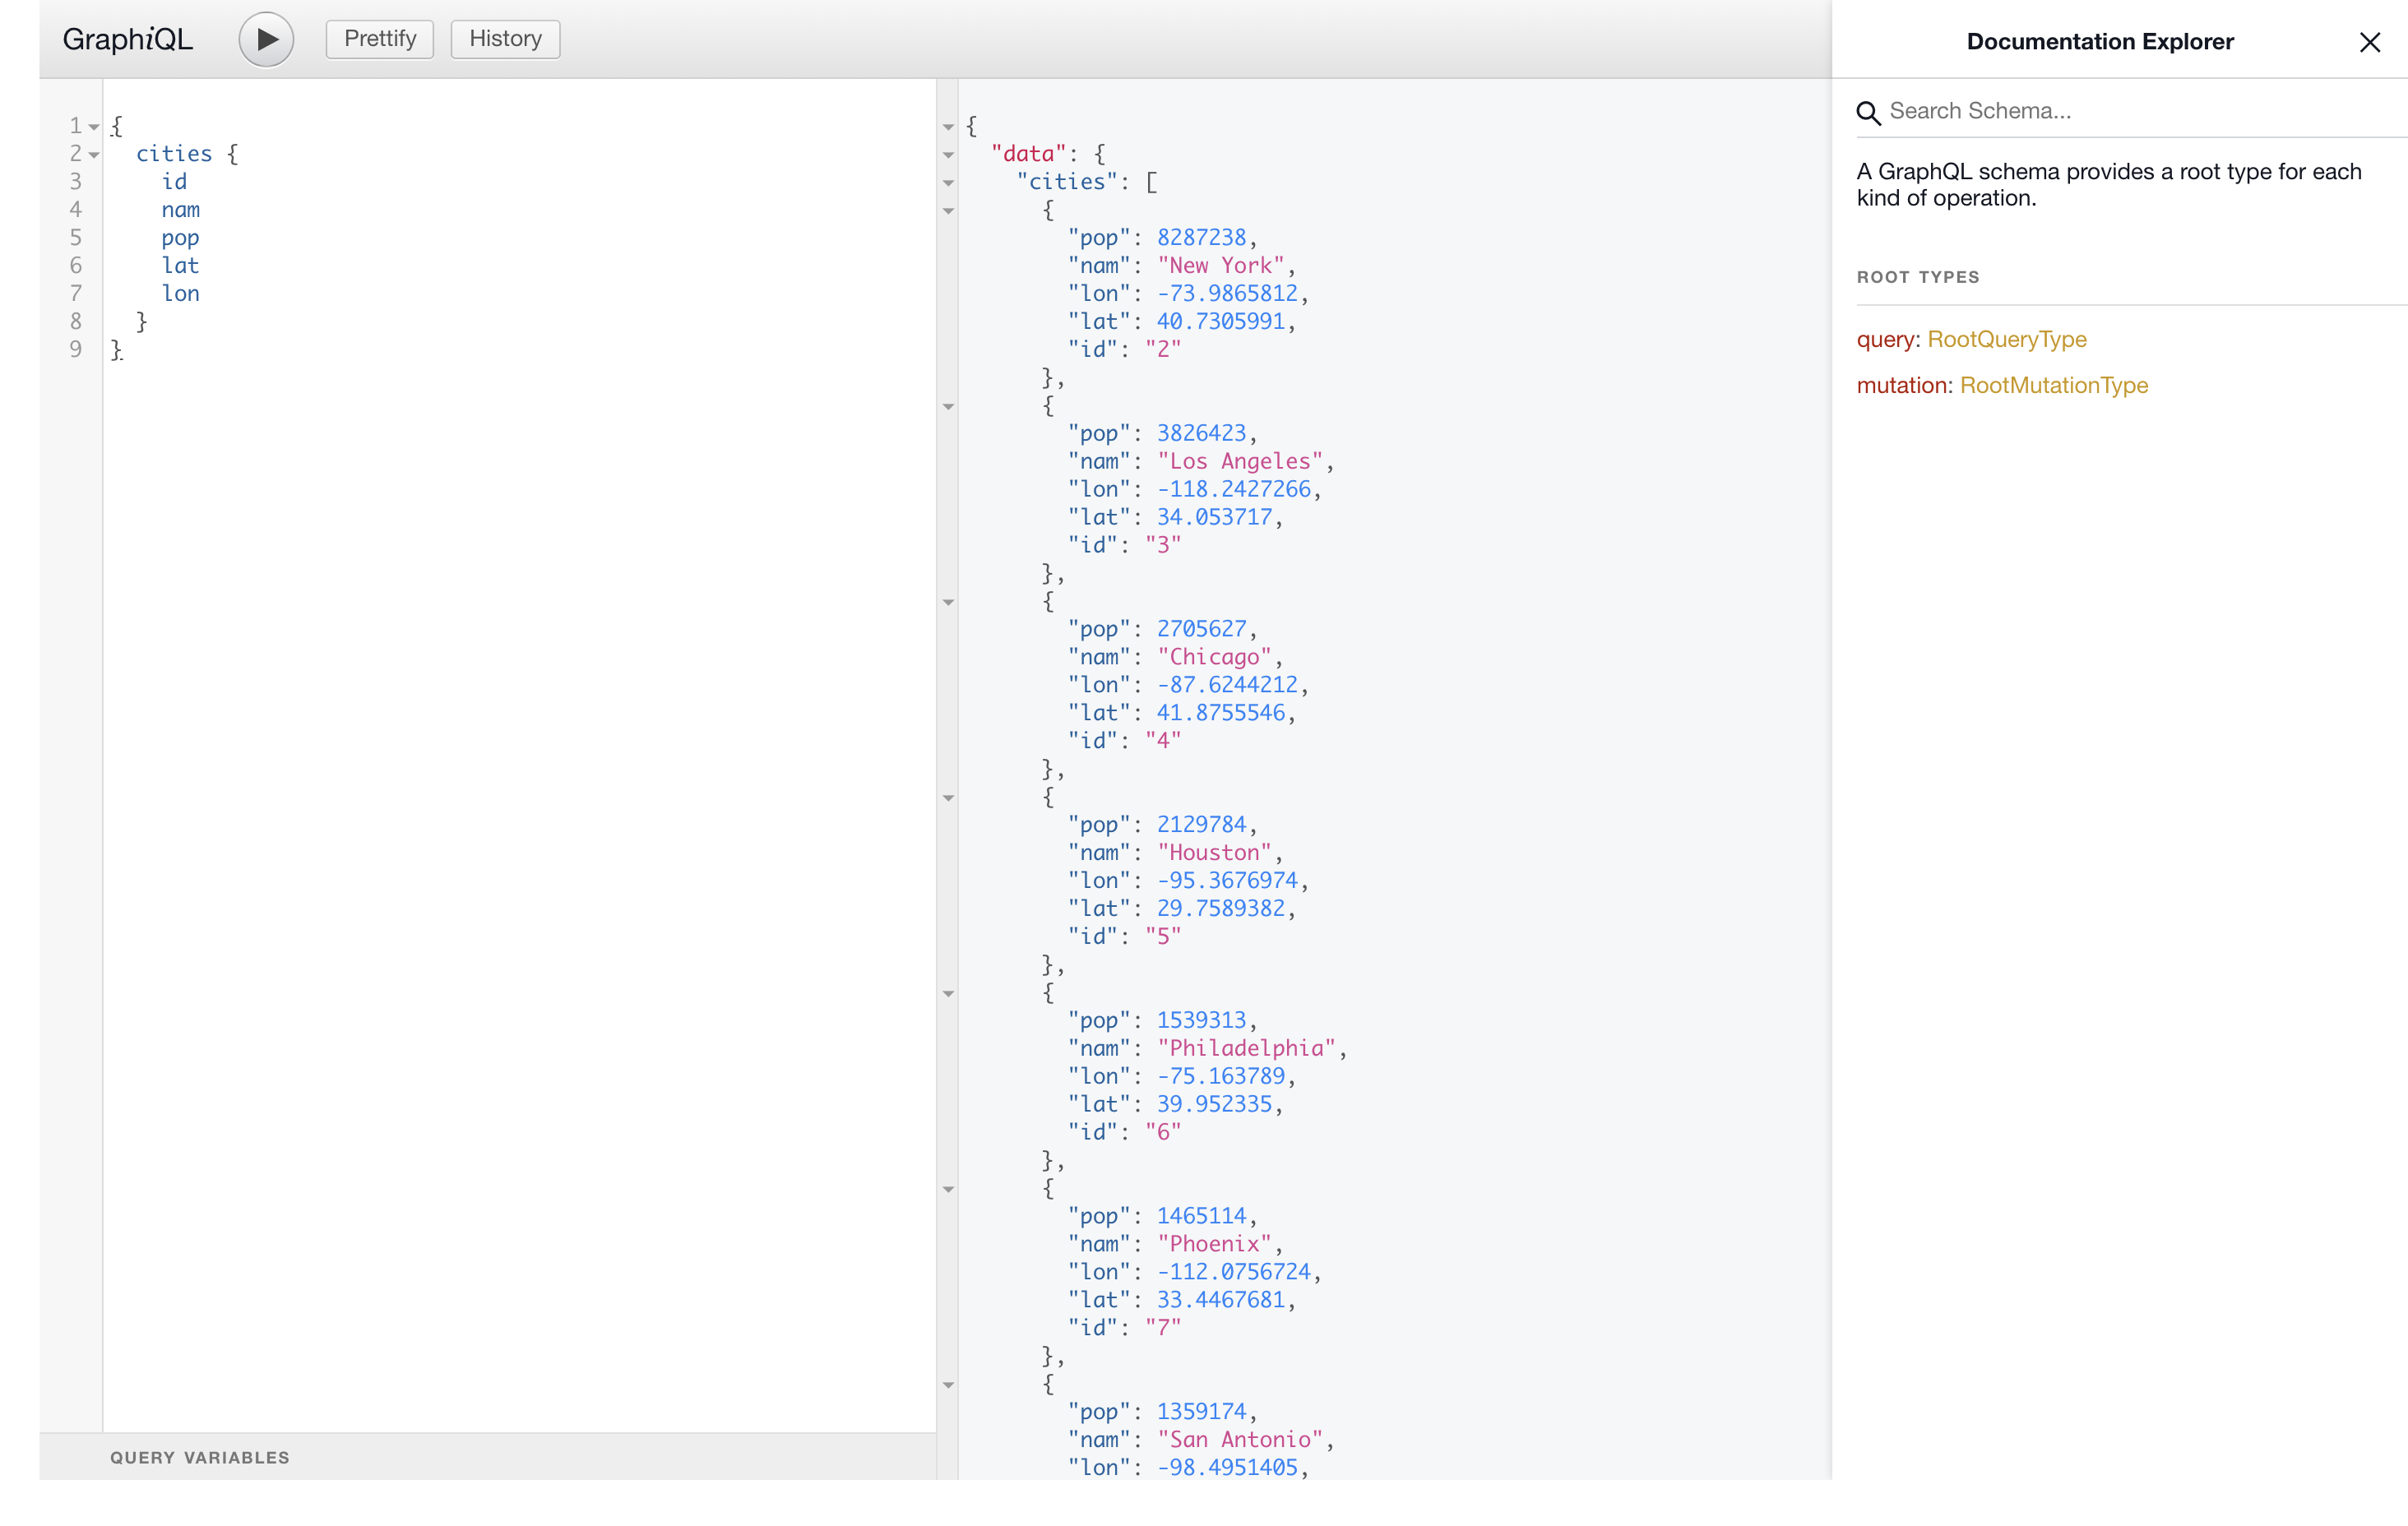 GraphiQL Prettify History
1 {
2 cities {
3 id
4 nam
5 pop
6 lat
7 lon
8 }
9 }
QUERY VARIABLES
{
"data": {
"cities": [
{
"pop": 8287238,
"nam": "New York",
"lon": -73.9865812,
"lat": 40.7305991,
"id": "2"
},
{
"pop": 3826423,
"nam": "Los Angeles",
"lon": -118.2427266,
"lat": 34.053717,
"id": "3"
},
{
"pop": 2705627,
"nam": "Chicago",
"lon": -87.6244212,
"lat": 41.8755546,
"id": "4"
},
{
"pop": 2129784,
"nam": "Houston",
"lon": -95.3676974,
"lat": 29.7589382,
"id": "5"
},
{
"pop": 1539313,
"nam": "Philadelphia",
"lon": -75.163789,
"lat": 39.952335,
"id": "6"
},
{
"pop": 1465114,
"nam": "Phoenix",
"lon": -112.0756724,
"lat": 33.4467681,
"id": "7"
},
{
"pop": 1359174,
"nam": "San Antonio",
"lon": -98.4951405,
Documentation Explorer
Search Schema...
A GraphQL schema provides a root type for each
kind of operation.
ROOT TYPES
query: RootQueryType
mutation: RootMutationType